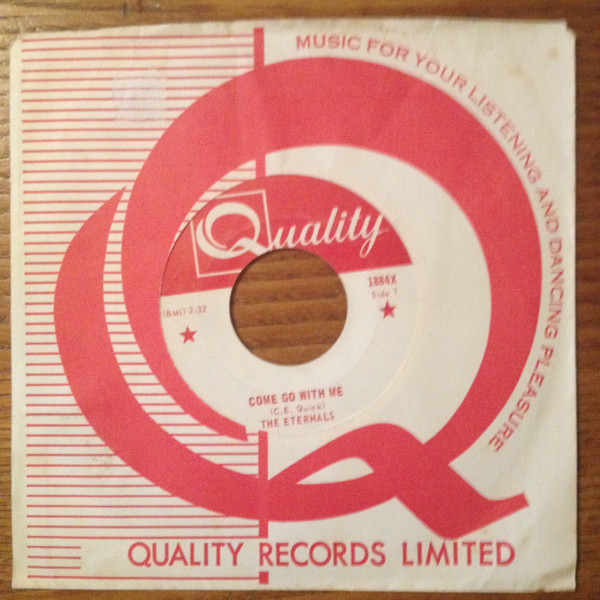 MUSIC FOR YOUR LISTENING AND DANCING PLEASURE
Quality
1884X
Side 1
(BMI) 2:32
COME GO WITH ME
(C.E. Quick)
THE ETERNALS
QUALITY RECORDS LIMITED